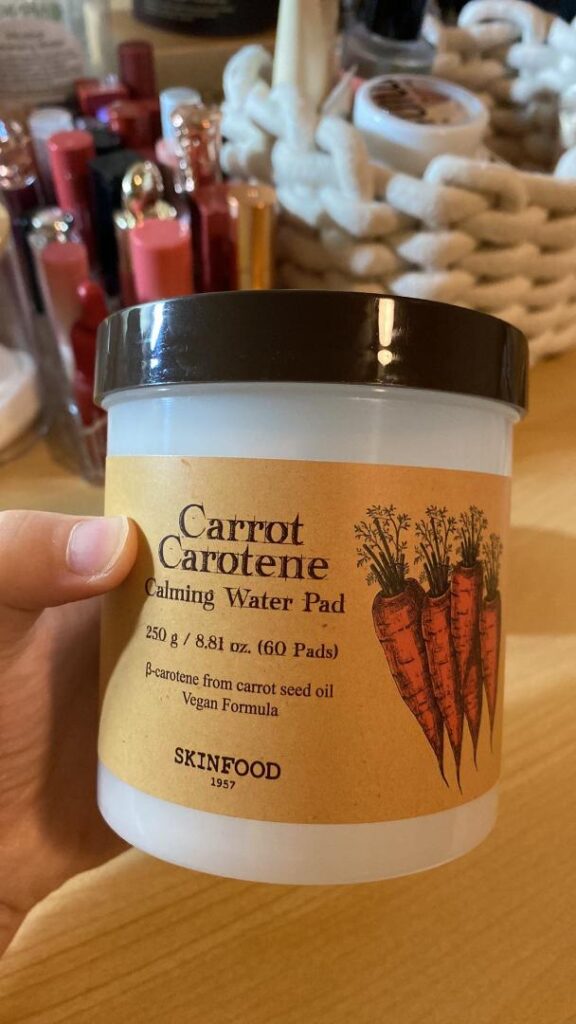 Carrot
Carotene
Calming Water Pad
250 g / 8.81 oz. (60 Pads)
β-carotene from carrot seed oil
Vegan Formula
SKINFOOD
1957